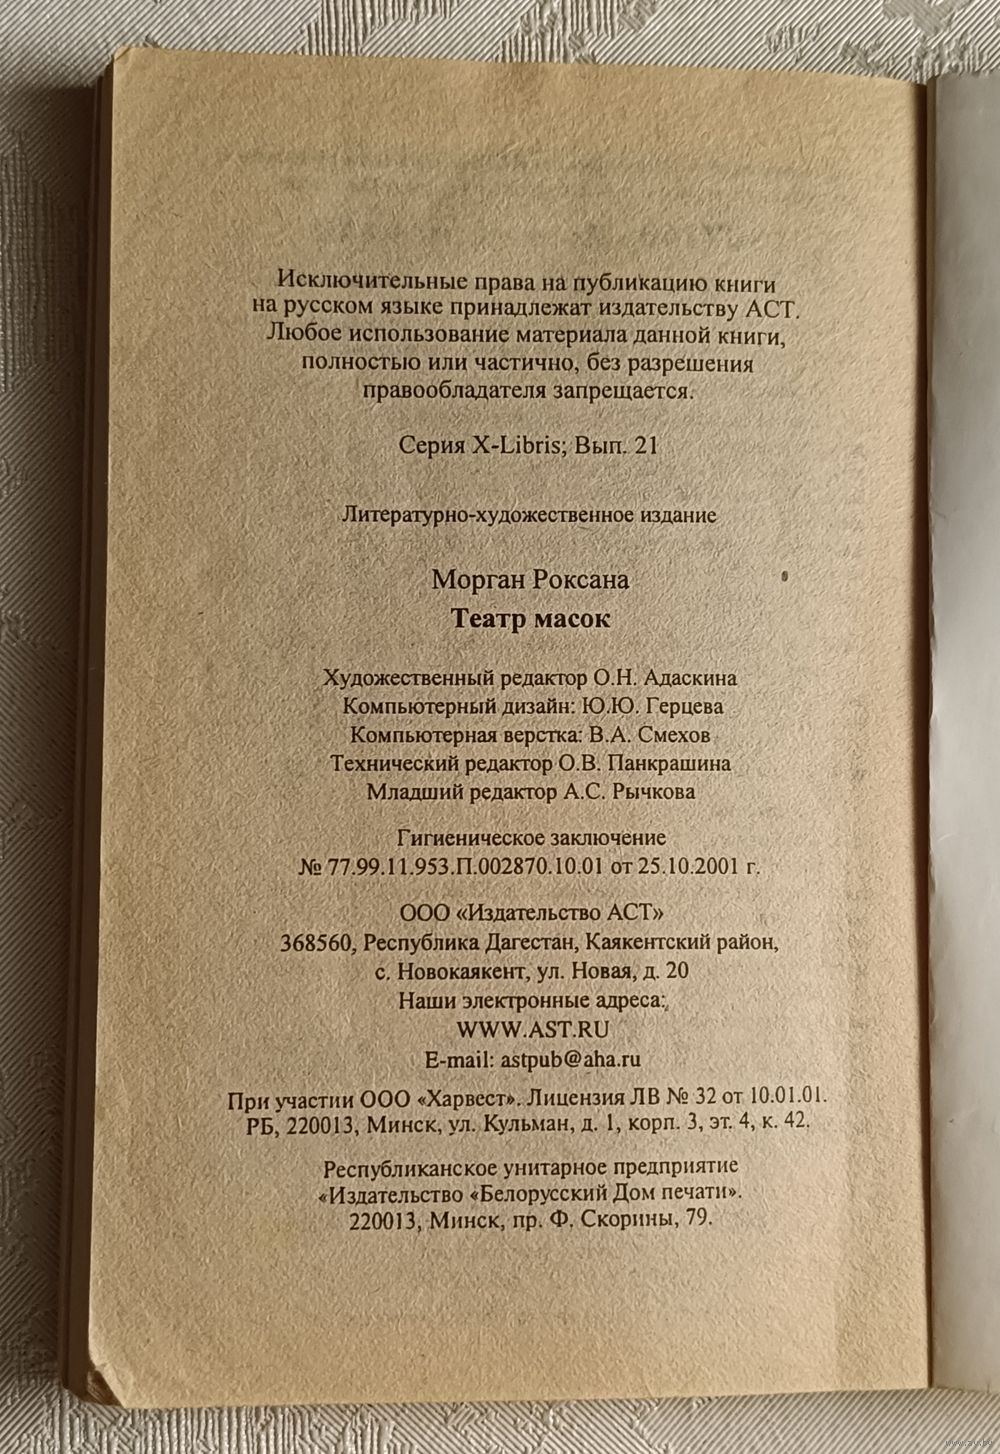 Исключительные права на публикацию книги
на русском языке принадлежат издательству АСТ.
Любое использование материала данной книги,
полностью или частично, без разрешения
правообладателя запрещается.
Серия X-Libris; Вып. 21
Литературно-художественное издание
Морган Роксана
Театр масок
Художественный редактор О.Н. Адаскина
Компьютерный дизайн: Ю.Ю. Герцева
Компьютерная верстка: В.А. Смехов
Технический редактор О.В. Панкрашина
Младший редактор А.С. Рычкова
Гигиеническое заключение
№ 77.99.11.953.П.002870.10.01 от 25.10.2001 г.
ООО «Издательство АСТ»
368560, Республика Дагестан, Каякентский район,
с. Новокаякент, ул. Новая, д. 20
Наши электронные адреса:
WWW.AST.RU
E-mail: astpub@aha.ru
При участии ООО «Харвест». Лицензия ЛВ № 32 от 10.01.01.
РБ, 220013, Минск, ул. Кульман, д. 1, корп. 3, эт. 4, к. 42.
Республиканское унитарное предприятие
«Издательство «Белорусский Дом печати».
220013, Минск, пр. Ф. Скорины, 79.